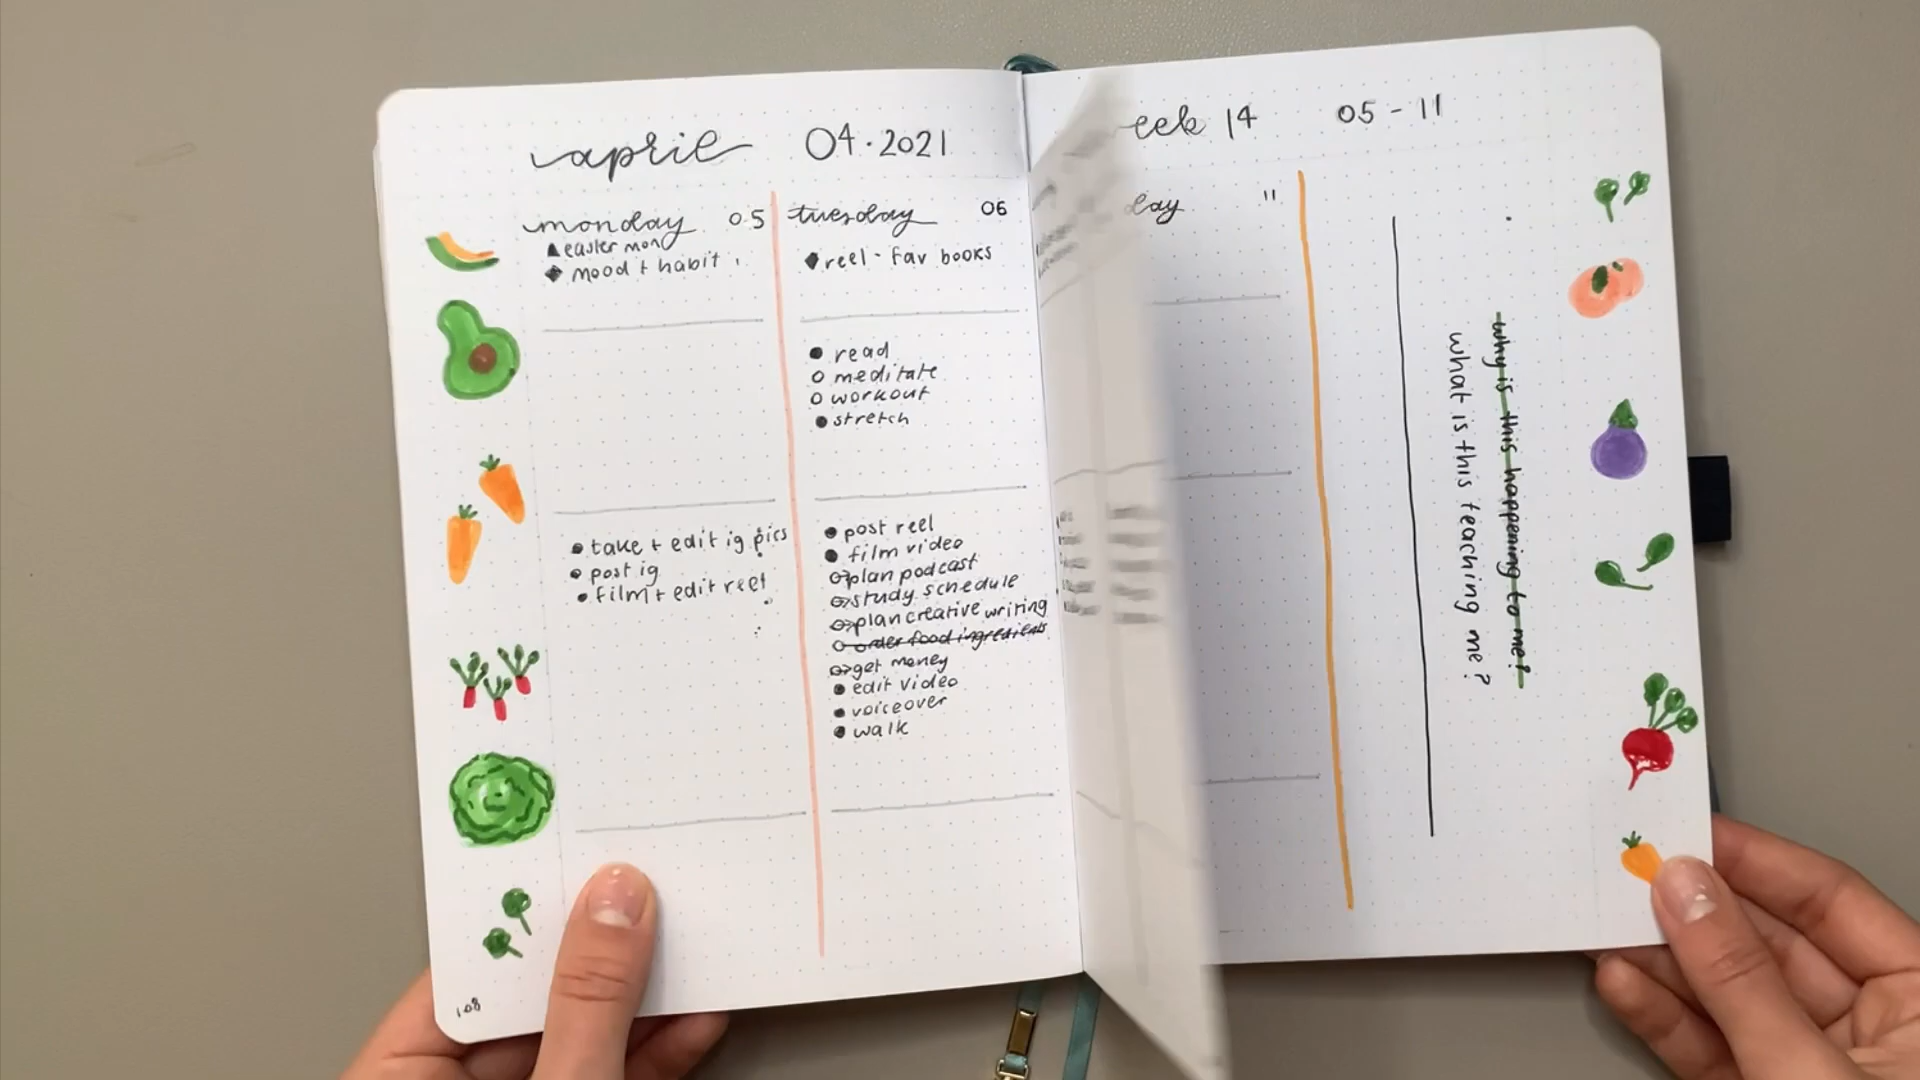 april 04.2021
monday 05
▲ easter mon
◆ mood + habit
● take + edit ig pics
● post ig
● film + edit reel
tuesday 06
◆ reel - fav books
● read
○ meditate
○ workout
● stretch
● post reel
● film video
○> plan podcast
○> study schedule
○> plan creative writing
○ order food ingredients
○> get money
● edit video
● voiceover
● walk
108
eek 14 05 - 11
day 11
why is this happening to me?
what is this teaching me?